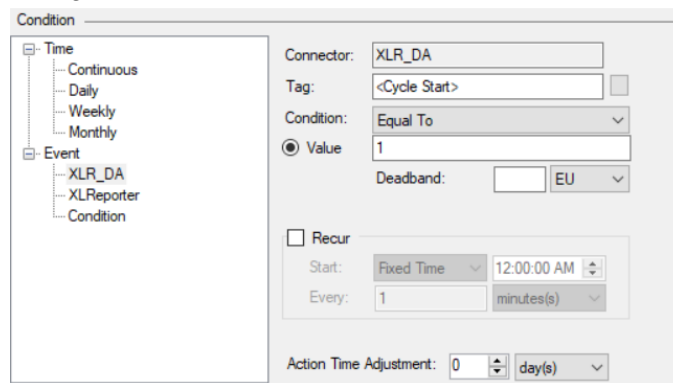 Condition
Time
Continuous
Daily
Weekly
Monthly
Event
XLR_DA
XLReporter
Condition
Connector: XLR_DA
Tag: <Cycle Start>
Condition: Equal To
Value 1
Deadband: EU
Recur
Start: Fixed Time 12:00:00 AM
Every: 1 minutes(s)
Action Time Adjustment: 0 day(s)